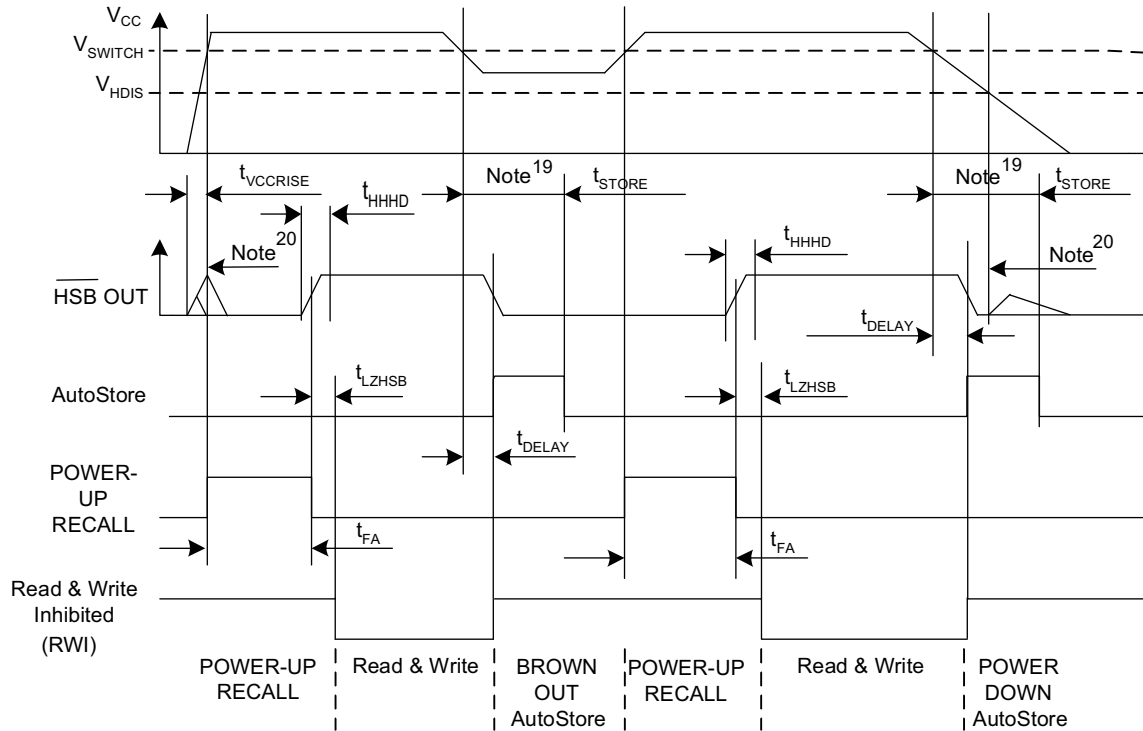 VCC
VSWITCH
VHDIS
tVCCRISE
Note19
tSTORE
Note19
tSTORE
tHHHD
tHHHD
Note20
Note20
HSB OUT
tDELAY
tLZHSB
tLZHSB
AutoStore
tDELAY
POWER-
UP
RECALL
tFA
tFA
Read & Write
Inhibited
(RWI)
POWER-UP
RECALL
Read & Write
BROWN
OUT
AutoStore
POWER-UP
RECALL
Read & Write
POWER
DOWN
AutoStore